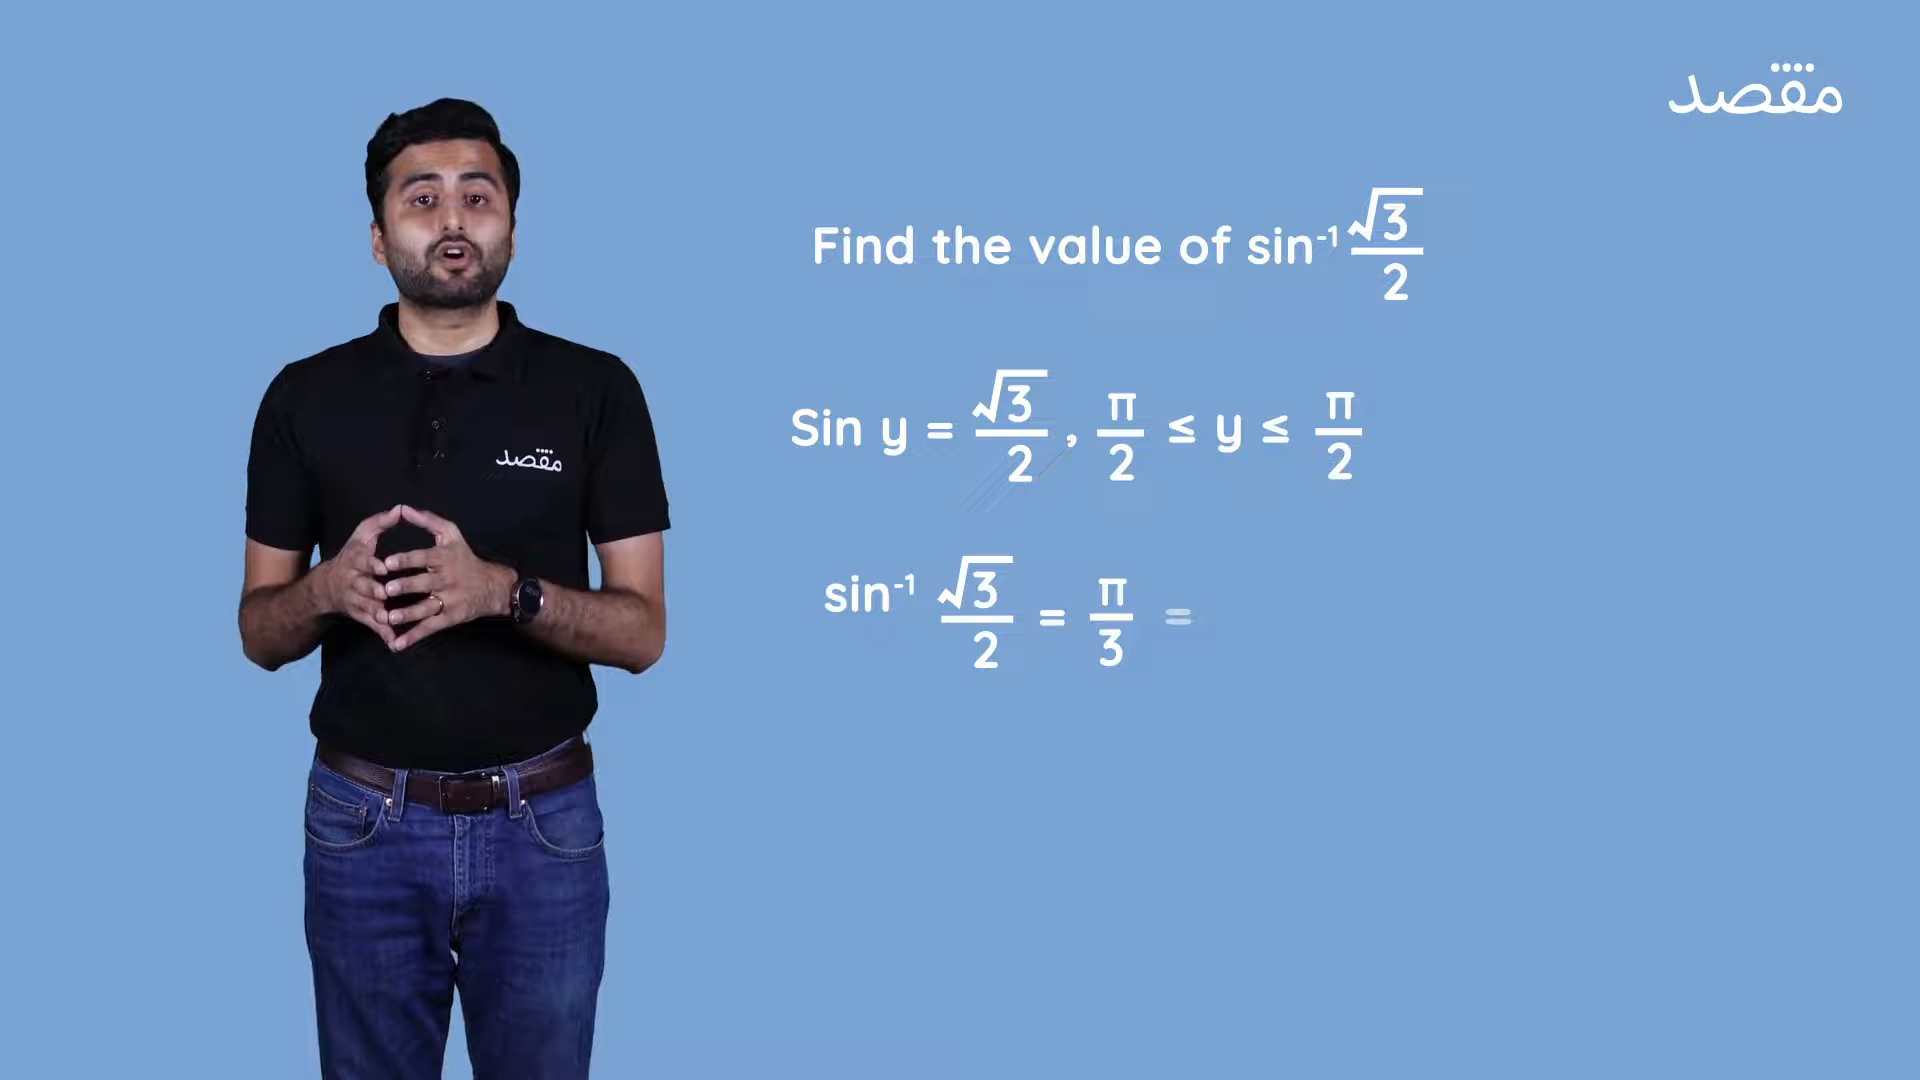 مقصد
Find the value of sin⁻¹ √3/2
Sin y = √3/2 , π/2 ≤ y ≤ π/2
مقصد
sin⁻¹ √3/2 = π/3 =